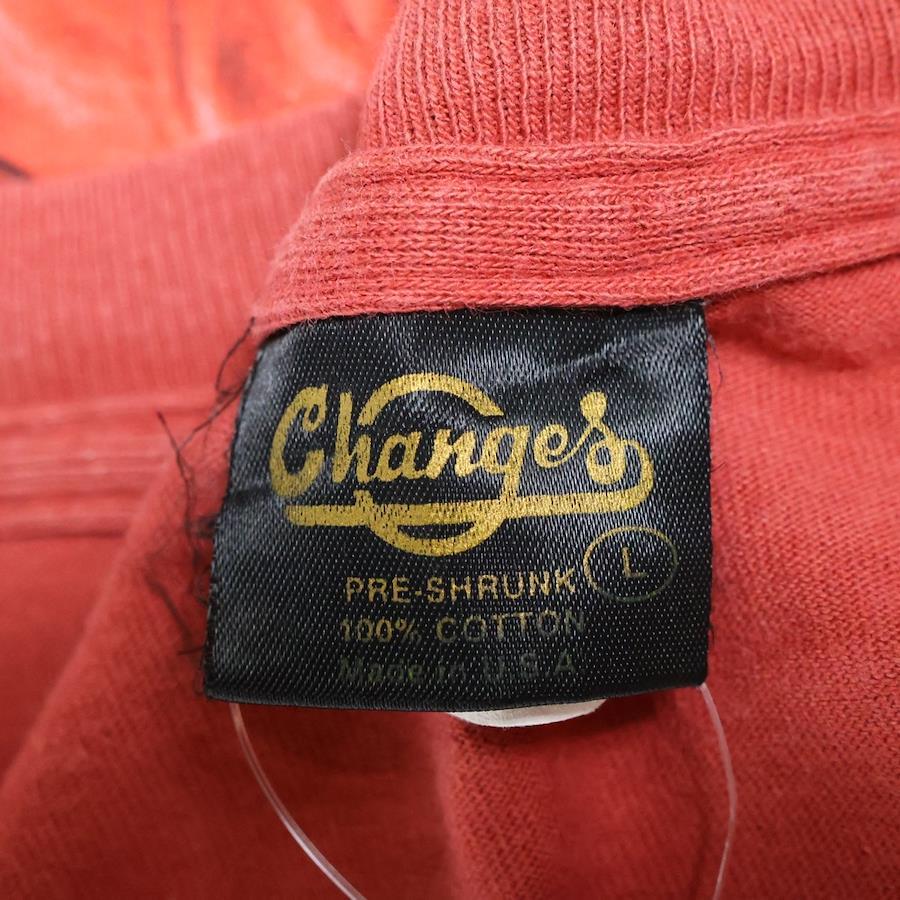 Changes
L
PRE-SHRUNK
100% COTTON
Made in U.S.A